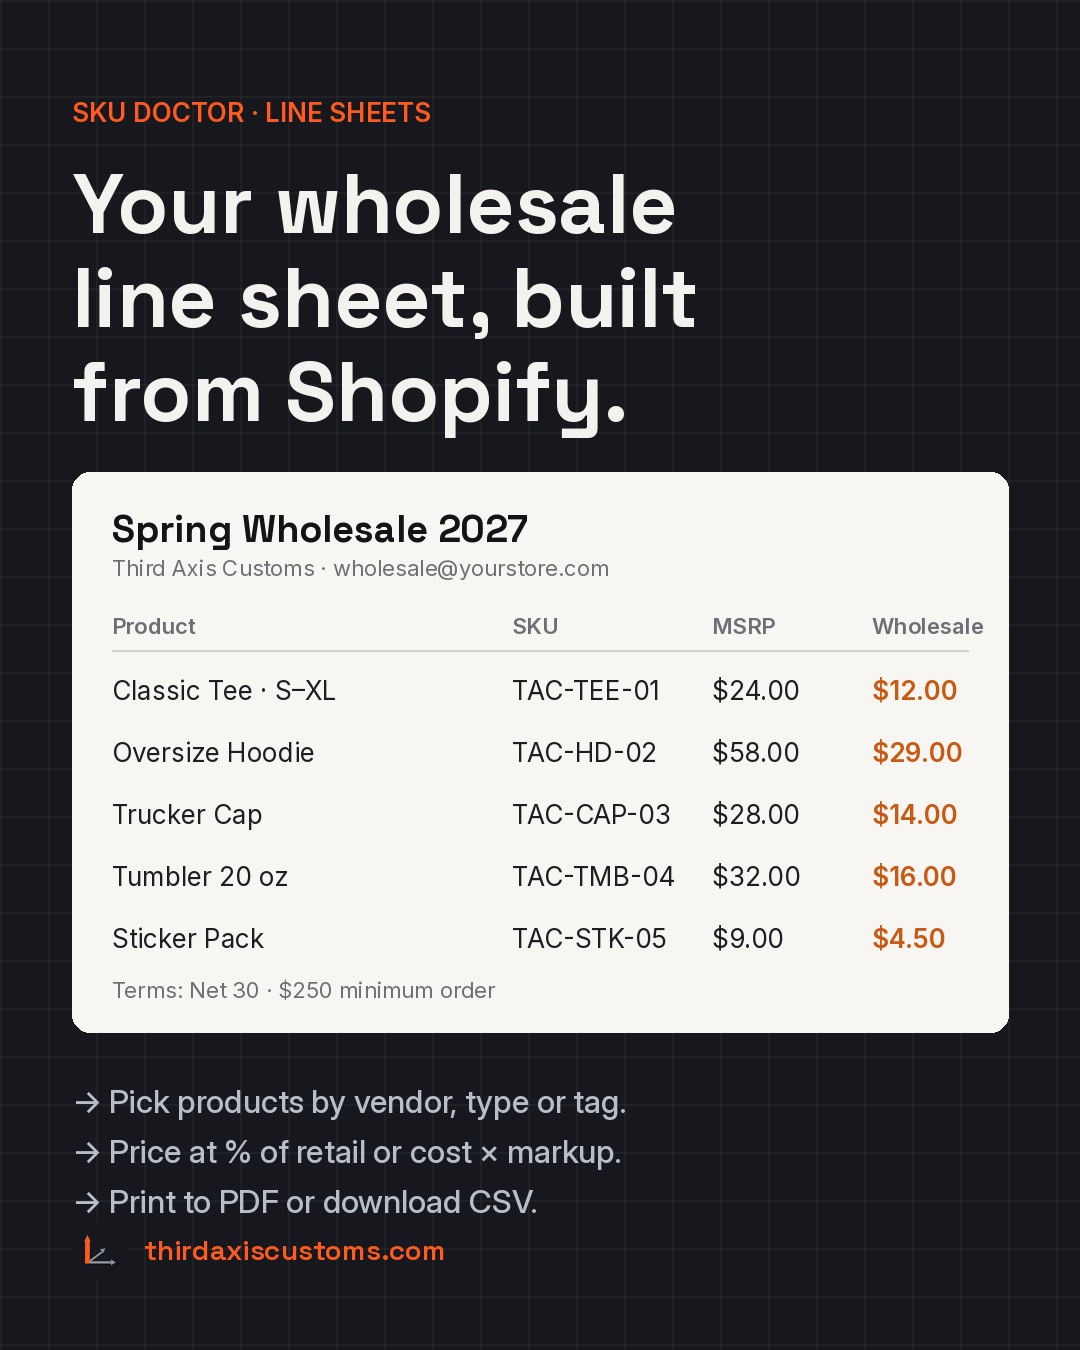 SKU DOCTOR · LINE SHEETS
Your wholesale
line sheet, built
from Shopify.
Spring Wholesale 2027
Third Axis Customs · wholesale@yourstore.com
Product SKU MSRP Wholesale
Classic Tee · S–XL TAC-TEE-01 $24.00 $12.00
Oversize Hoodie TAC-HD-02 $58.00 $29.00
Trucker Cap TAC-CAP-03 $28.00 $14.00
Tumbler 20 oz TAC-TMB-04 $32.00 $16.00
Sticker Pack TAC-STK-05 $9.00 $4.50
Terms: Net 30 · $250 minimum order
→ Pick products by vendor, type or tag.
→ Price at % of retail or cost × markup.
→ Print to PDF or download CSV.
thirdaxiscustoms.com